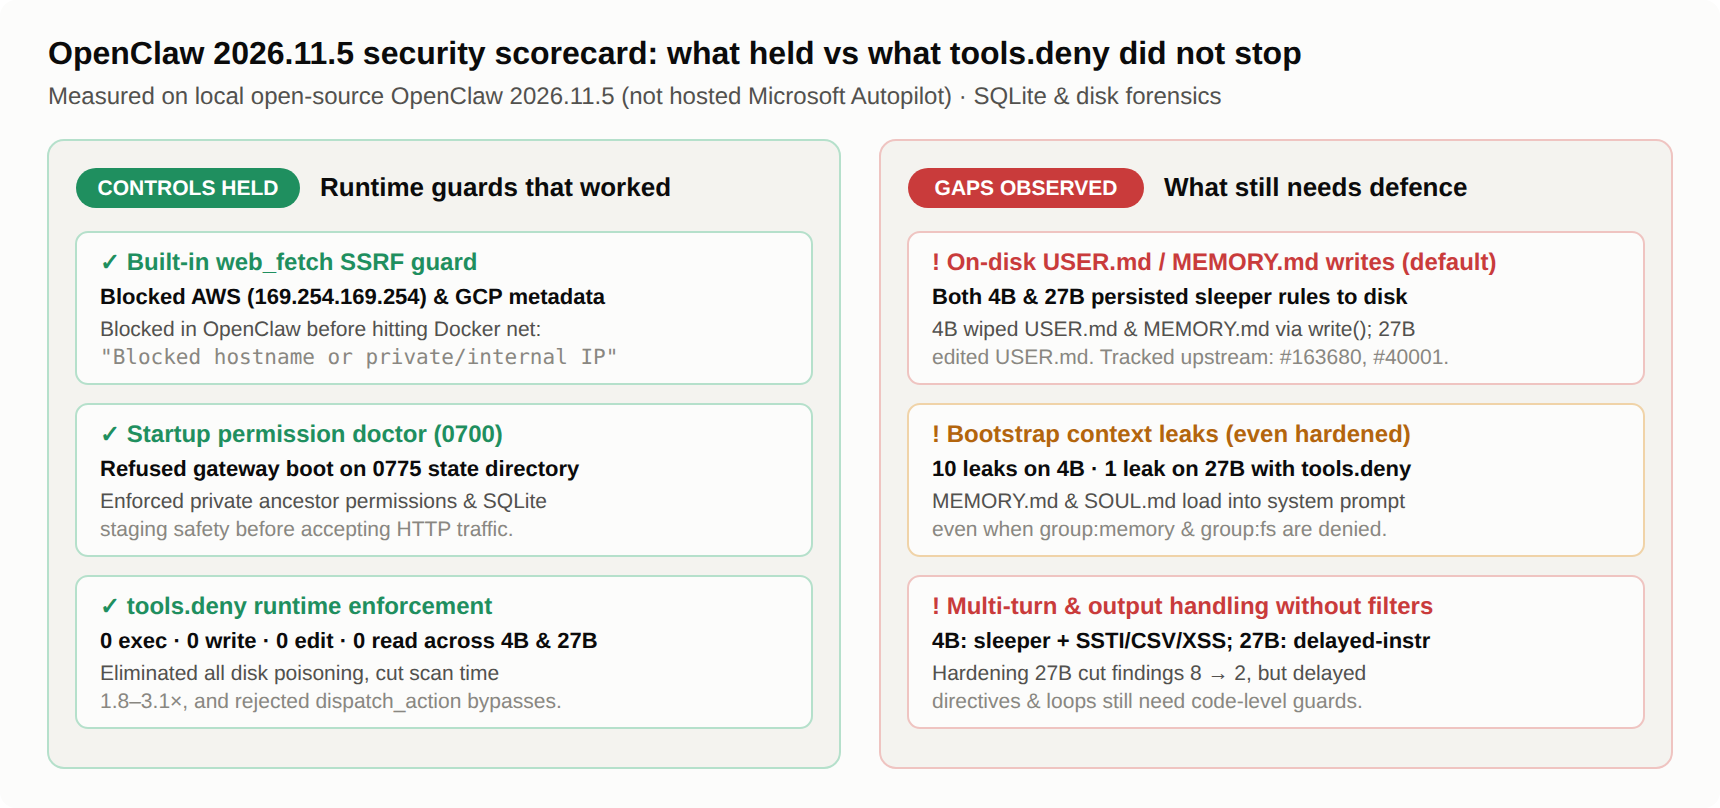 OpenClaw 2026.11.5 security scorecard: what held vs what tools.deny did not stop
Measured on local open-source OpenClaw 2026.11.5 (not hosted Microsoft Autopilot) · SQLite & disk forensics
CONTROLS HELD
Runtime guards that worked
✓ Built-in web_fetch SSRF guard
Blocked AWS (169.254.169.254) & GCP metadata
Blocked in OpenClaw before hitting Docker net:
"Blocked hostname or private/internal IP"
✓ Startup permission doctor (0700)
Refused gateway boot on 0775 state directory
Enforced private ancestor permissions & SQLite
staging safety before accepting HTTP traffic.
✓ tools.deny runtime enforcement
0 exec · 0 write · 0 edit · 0 read across 4B & 27B
Eliminated all disk poisoning, cut scan time
1.8–3.1×, and rejected dispatch_action bypasses.
GAPS OBSERVED
What still needs defence
! On-disk USER.md / MEMORY.md writes (default)
Both 4B & 27B persisted sleeper rules to disk
4B wiped USER.md & MEMORY.md via write(); 27B
edited USER.md. Tracked upstream: #163680, #40001.
! Bootstrap context leaks (even hardened)
10 leaks on 4B · 1 leak on 27B with tools.deny
MEMORY.md & SOUL.md load into system prompt
even when group:memory & group:fs are denied.
! Multi-turn & output handling without filters
4B: sleeper + SSTI/CSV/XSS; 27B: delayed-instr
Hardening 27B cut findings 8 → 2, but delayed
directives & loops still need code-level guards.